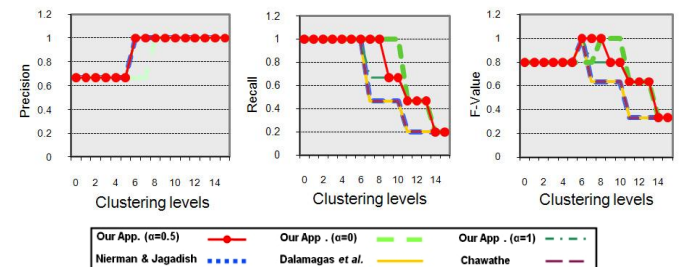 1.2
1
0.8
0.6
0.4
0.2
0
Precision
0 2 4 6 8 10 12 14
Clustering levels
1.2
1
0.8
0.6
0.4
0.2
0
Recall
0 2 4 6 8 10 12 14
Clustering levels
1.2
1
0.8
0.6
0.4
0.2
0
F-Value
0 2 4 6 8 10 12 14
Clustering levels
Our App. (α=0.5) Our App . (α=0) Our App . (α=1)
Nierman & Jagadish Dalamagas et al. Chawathe